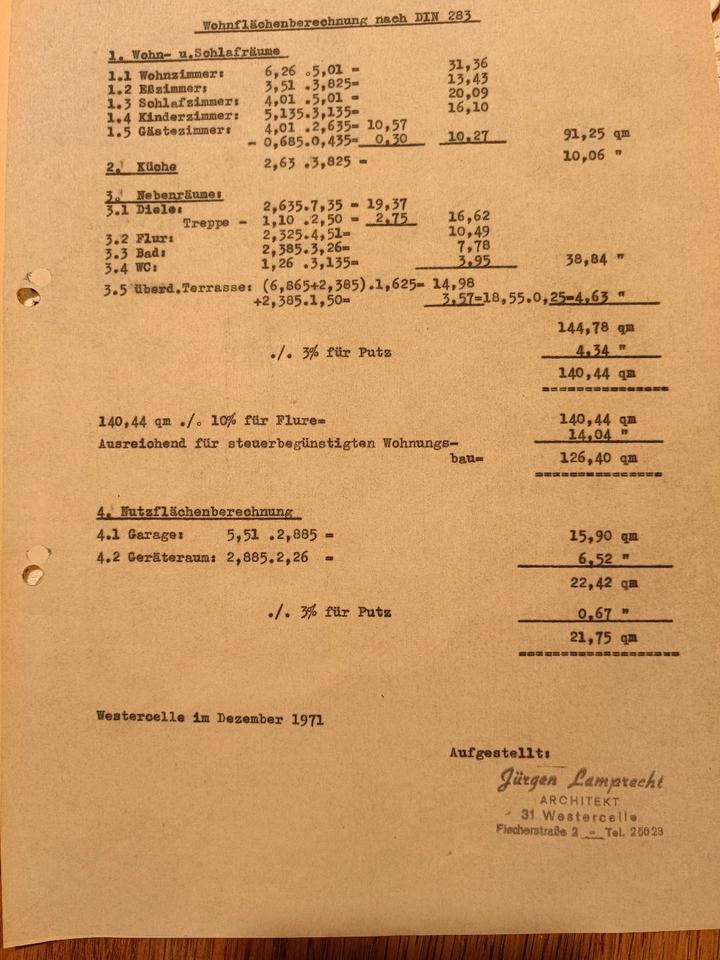 Wohnflächenberechnung nach DIN 283
1. Wohn- u.Schlafräume
1.1 Wohnzimmer: 6,26 .5,01 = 31,36
1.2 Eßzimmer: 3,51 .3,825= 13,43
1.3 Schlafzimmer: 4,01 .5,01 = 20,09
1.4 Kinderzimmer: 5,135.3,135= 16,10
1.5 Gästezimmer: 4,01 .2,635= 10,57
- 0,685.0,435= 0,30 10,27 91,25 qm
2. Küche 2,63 .3,825 = 10,06 "
3. Nebenräume:
3.1 Diele: 2,635.7,35 = 19,37
Treppe - 1,10 .2,50 = 2,75 16,62
3.2 Flur: 2,325.4,51= 10,49
3.3 Bad: 2,385.3,26= 7,78
3.4 WC: 1,26 .3,135= 3,95 38,84 "
3.5 überd.Terrasse: (6,865+2,385).1,625= 14,98
+2,385.1,50= 3,57=18,55.0,25=4,63 "
144,78 qm
./. 3% für Putz 4,34 "
140,44 qm
140,44 qm ./. 10% für Flure= 140,44 qm
Ausreichend für steuerbegünstigten Wohnungs- 14,04 "
bau= 126,40 qm
4. Nutzflächenberechnung
4.1 Garage: 5,51 .2,885 = 15,90 qm
4.2 Geräteraum: 2,885.2,26 = 6,52 "
22,42 qm
./. 3% für Putz 0,67 "
21,75 qm
Westercelle im Dezember 1971
Aufgestellt:
Jürgen Lamprecht
ARCHITEKT
31 Westercelle
Fischerstraße 2 - Tel.